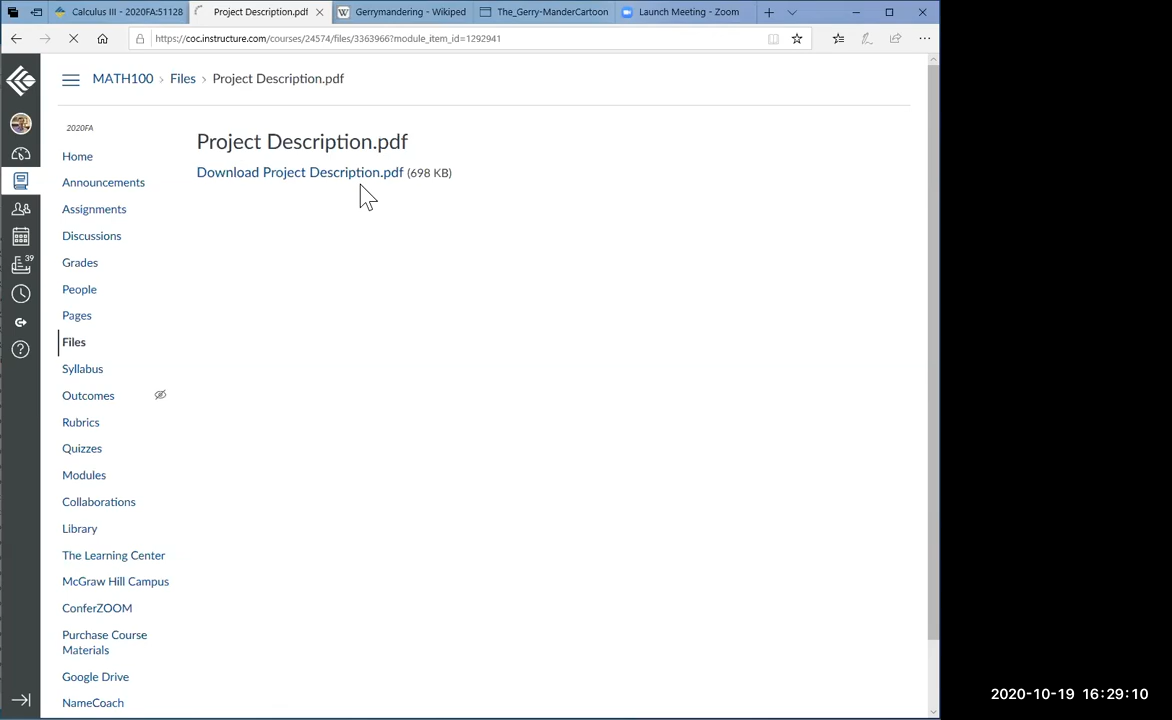 Calculus III - 2020FA:51128
Project Description.pdf
Gerrymandering - Wikiped
The_Gerry-ManderCartoon
Launch Meeting - Zoom
https://coc.instructure.com/courses/24574/files/3363966?module_item_id=1292941
MATH100 > Files > Project Description.pdf
2020FA
Project Description.pdf
Download Project Description.pdf (698 KB)
Home
Announcements
Assignments
Discussions
Grades
39
People
Pages
Files
Syllabus
Outcomes
Rubrics
Quizzes
Modules
Collaborations
Library
The Learning Center
McGraw Hill Campus
ConferZOOM
Purchase Course
Materials
Google Drive
NameCoach
2020-10-19 16:29:10